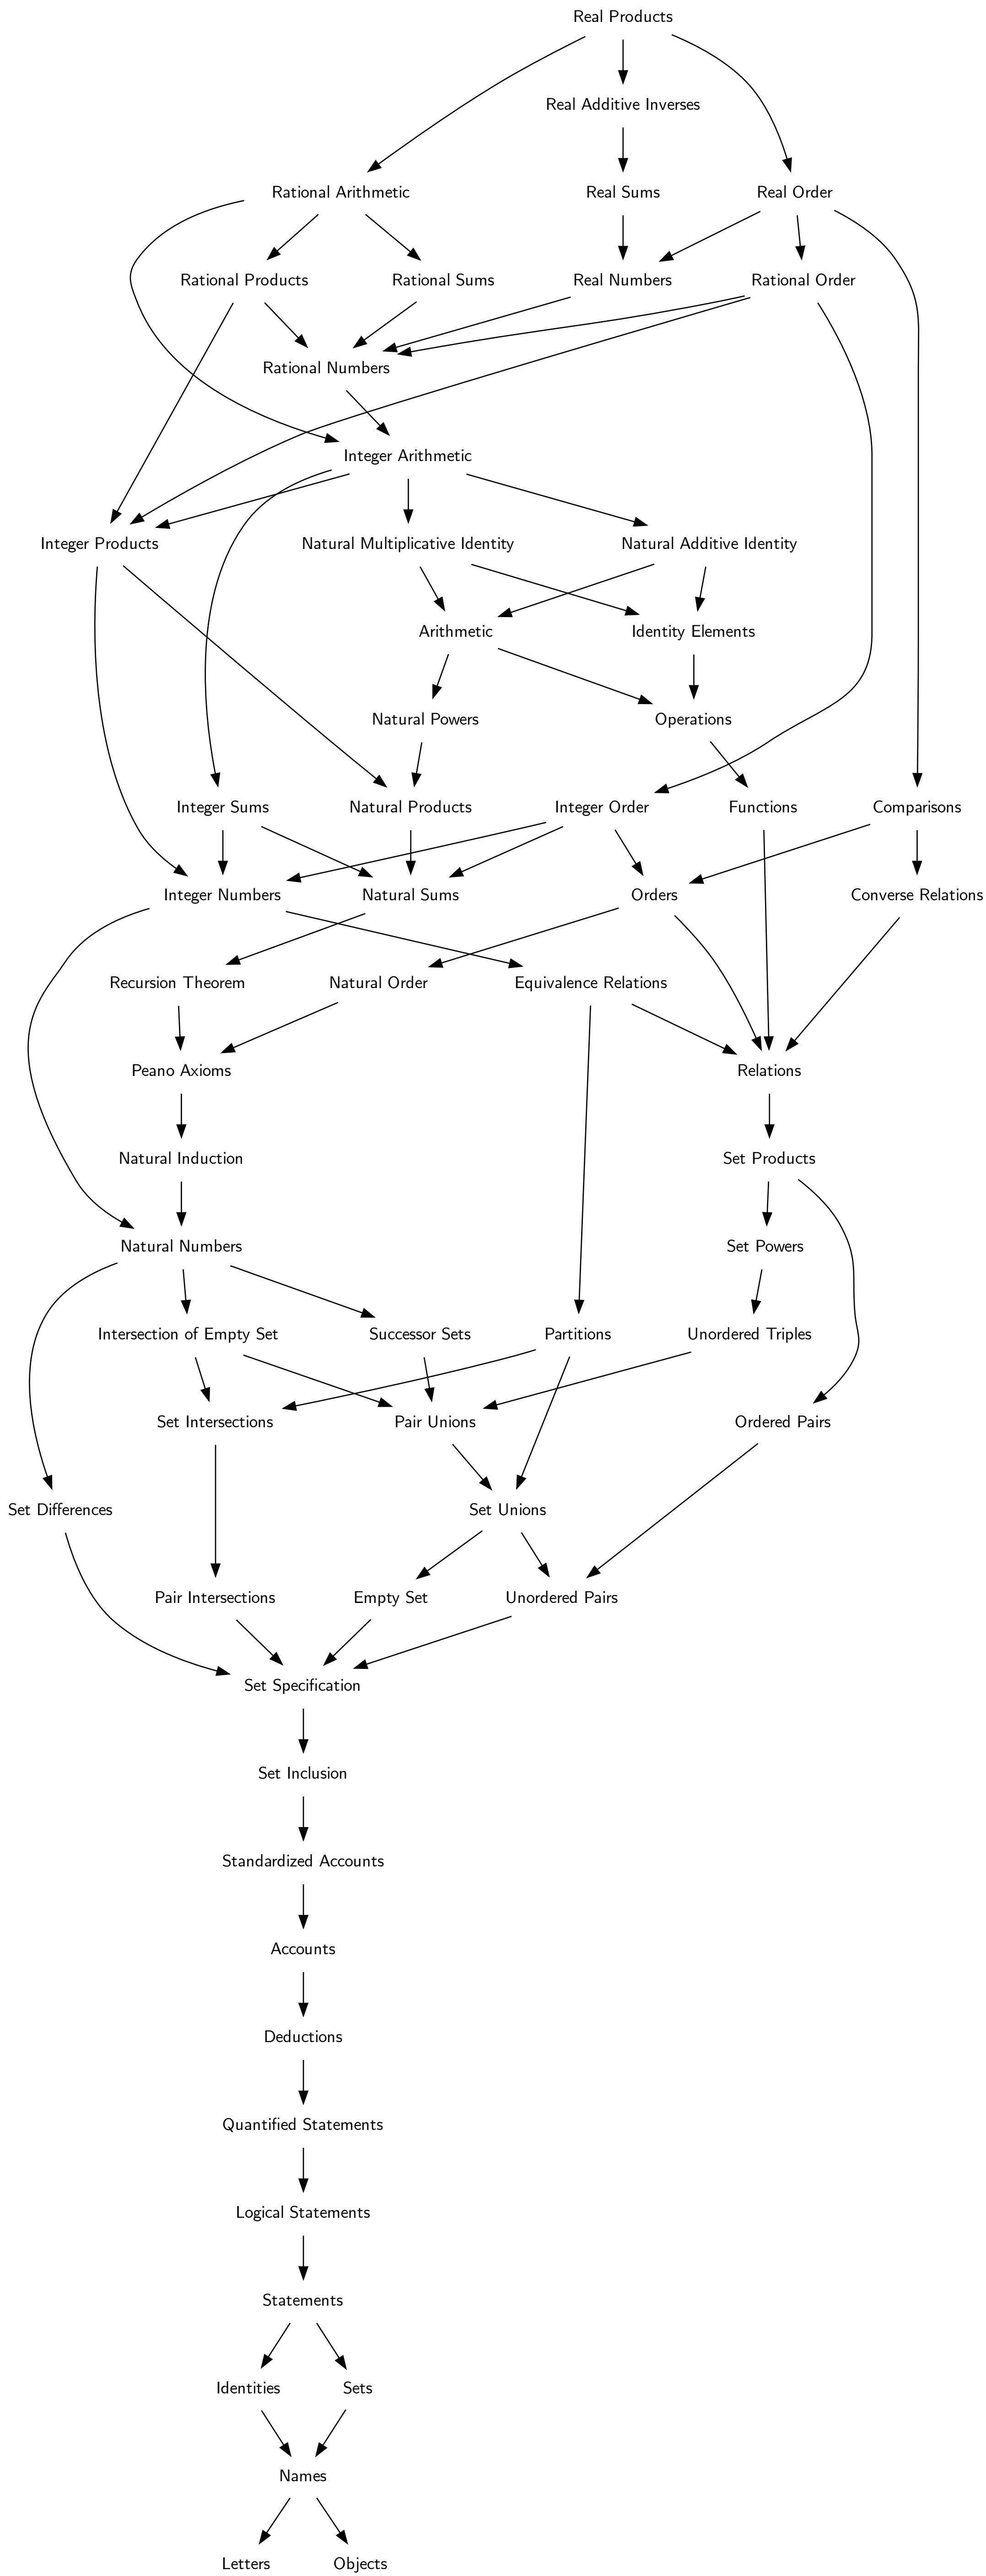 Real Products
Real Additive Inverses
Rational Arithmetic
Real Sums
Real Order
Rational Products
Rational Sums
Real Numbers
Rational Order
Rational Numbers
Integer Arithmetic
Integer Products
Natural Multiplicative Identity
Natural Additive Identity
Arithmetic
Identity Elements
Natural Powers
Operations
Integer Sums
Natural Products
Integer Order
Functions
Comparisons
Integer Numbers
Natural Sums
Orders
Converse Relations
Recursion Theorem
Natural Order
Equivalence Relations
Peano Axioms
Relations
Natural Induction
Set Products
Natural Numbers
Set Powers
Intersection of Empty Set
Successor Sets
Partitions
Unordered Triples
Set Intersections
Pair Unions
Ordered Pairs
Set Differences
Set Unions
Pair Intersections
Empty Set
Unordered Pairs
Set Specification
Set Inclusion
Standardized Accounts
Accounts
Deductions
Quantified Statements
Logical Statements
Statements
Identities
Sets
Names
Letters
Objects